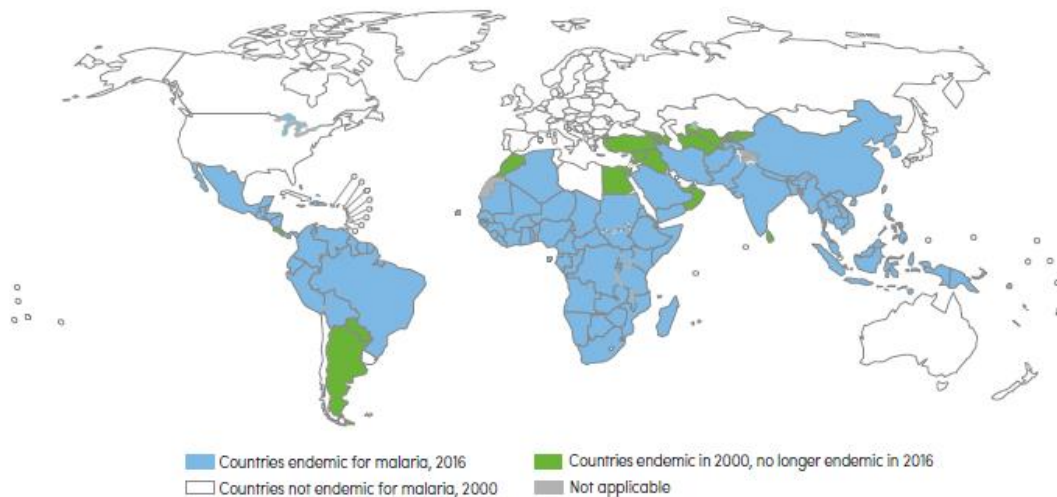 Countries endemic for malaria, 2016
Countries endemic in 2000, no longer endemic in 2016
Countries not endemic for malaria, 2000
Not applicable